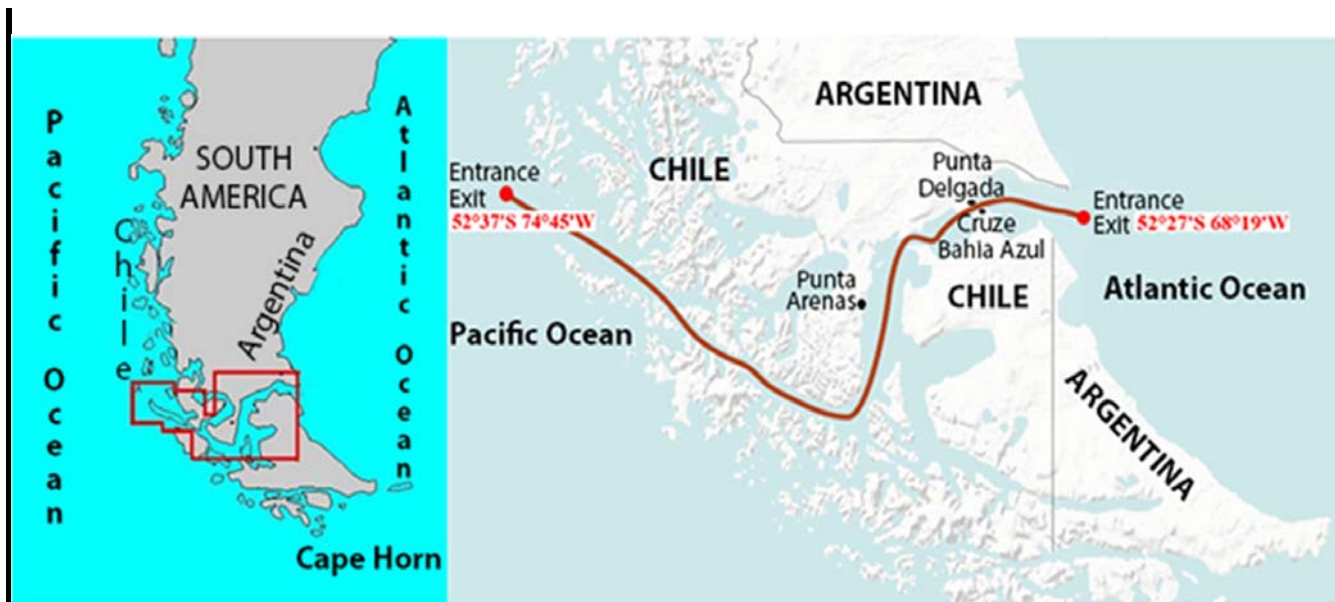 Pacific Ocean
Chile
SOUTH
AMERICA
Argentina
Atlantic Ocean
Cape Horn
ARGENTINA
CHILE
Entrance
Exit
52°37'S 74°45'W
Punta
Delgada
Cruze
Bahia Azul
Entrance
Exit 52°27'S 68°19'W
Punta
Arenas
CHILE
Atlantic Ocean
Pacific Ocean
ARGENTINA